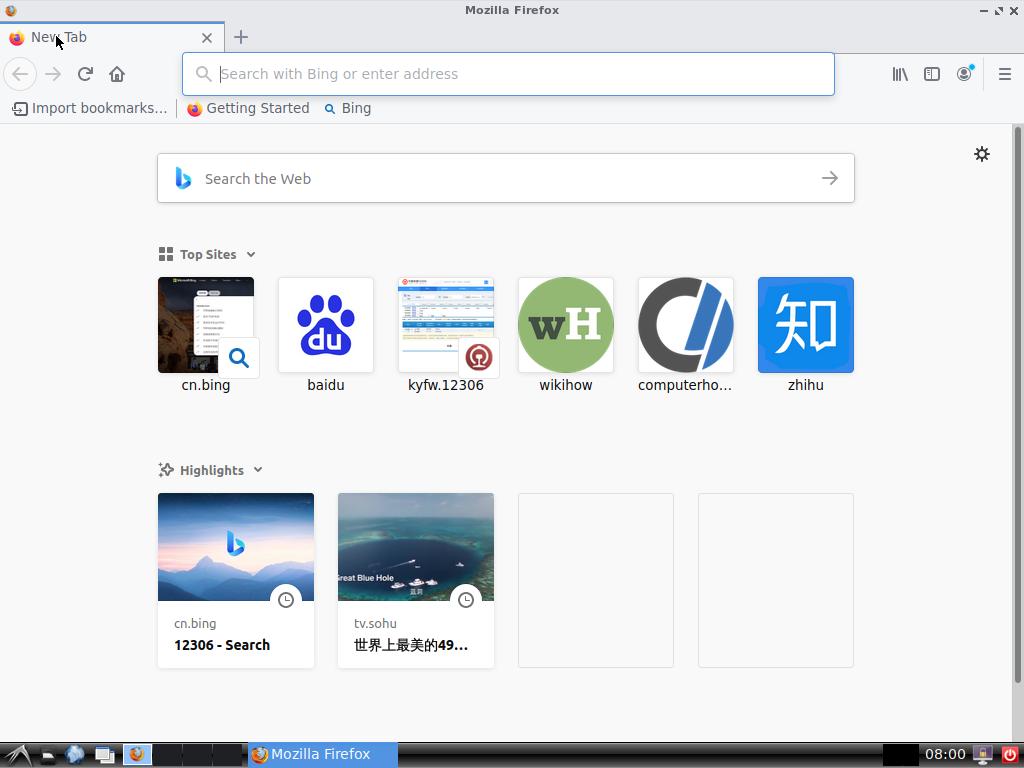 Mozilla Firefox
New Tab
Search with Bing or enter address
Import bookmarks...
Getting Started
Bing
Search the Web
Top Sites
du
wH
知
cn.bing
baidu
kyfw.12306
wikihow
computerho...
zhihu
Highlights
Great Blue Hole
蓝洞
cn.bing
12306 - Search
tv.sohu
世界上最美的49...
Mozilla Firefox
08:00